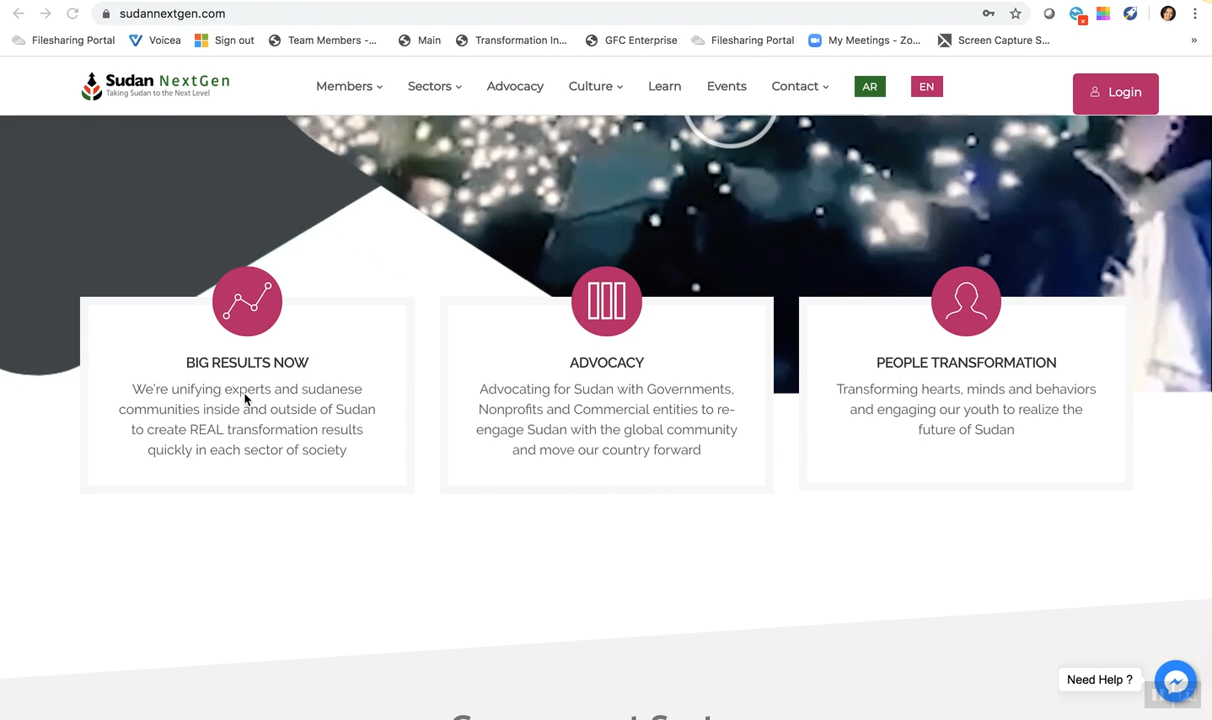 sudannextgen.com
Filesharing Portal
Voicea
Sign out
Team Members -...
Main
Transformation In...
GFC Enterprise
Filesharing Portal
My Meetings - Zo...
Screen Capture S...
»
Sudan NextGen
Taking Sudan to the Next Level
Members
Sectors
Advocacy
Culture
Learn
Events
Contact
AR
EN
Login
BIG RESULTS NOW
We're unifying experts and sudanese
communities inside and outside of Sudan
to create REAL transformation results
quickly in each sector of society
ADVOCACY
Advocating for Sudan with Governments,
Nonprofits and Commercial entities to re-
engage Sudan with the global community
and move our country forward
PEOPLE TRANSFORMATION
Transforming hearts, minds and behaviors
and engaging our youth to realize the
future of Sudan
Need Help ?